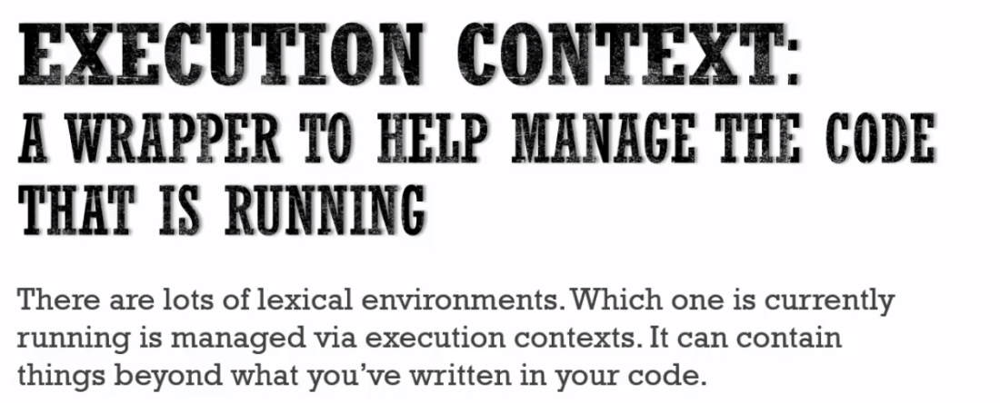 EXECUTION CONTEXT:
A WRAPPER TO HELP MANAGE THE CODE
THAT IS RUNNING
There are lots of lexical environments. Which one is currently
running is managed via execution contexts. It can contain
things beyond what you've written in your code.